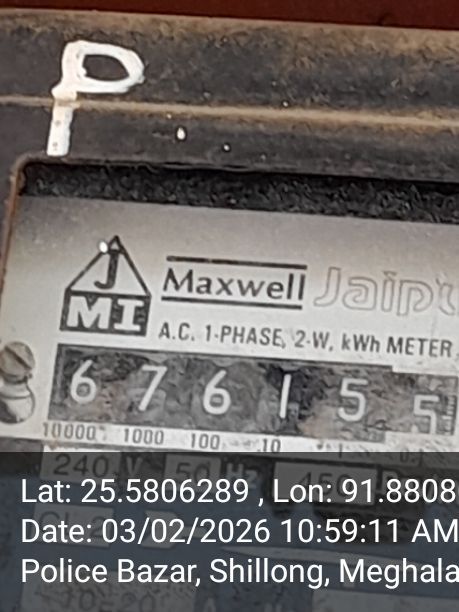 P
J
MI
Maxwell Jaip
A.C. 1-PHASE, 2-W, kWh METER
6 7 6 1 5 5
10000 1000 100 10
240 V 50 Hz
Lat: 25.5806289 , Lon: 91.8808
Date: 03/02/2026 10:59:11 AM
Police Bazar, Shillong, Meghala